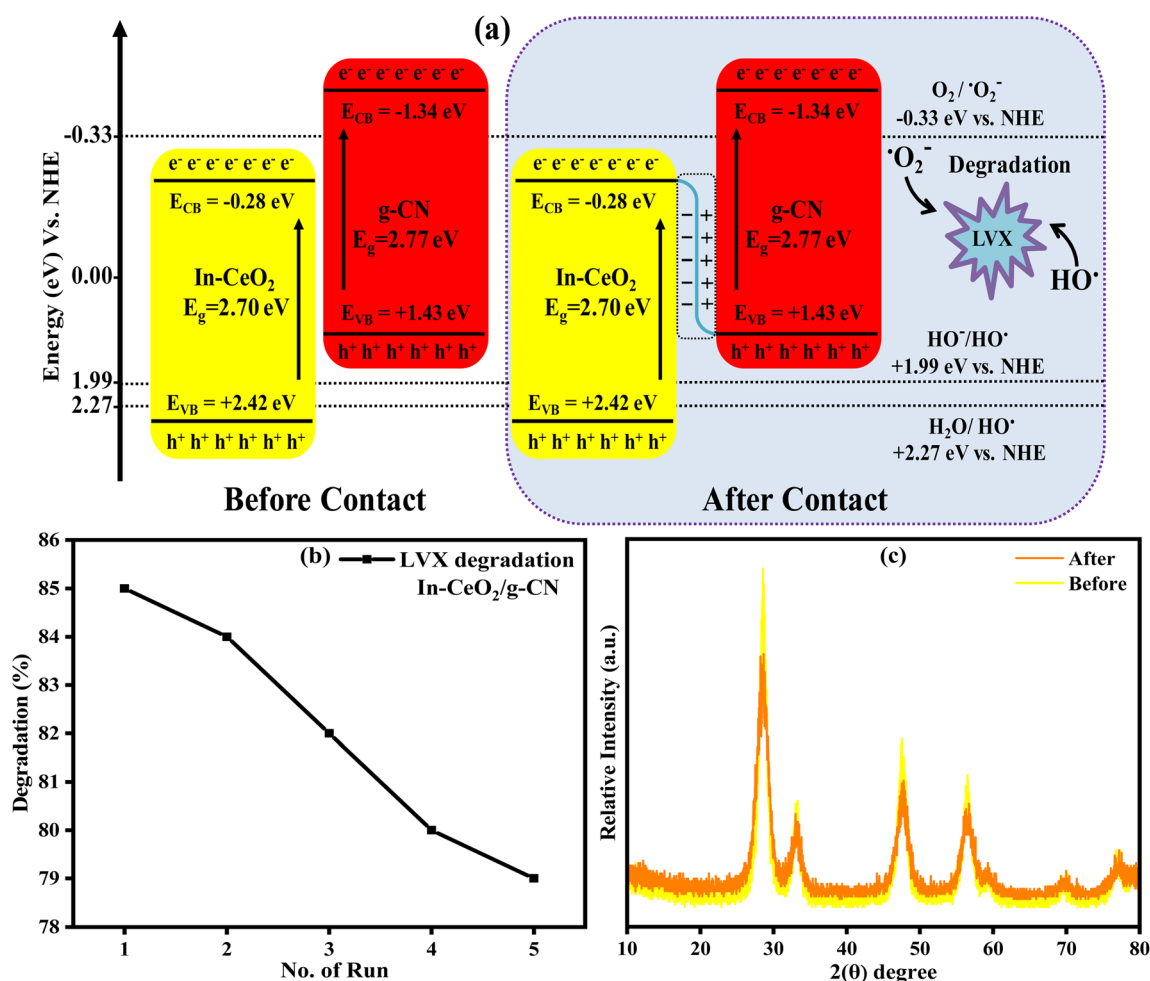 (a)
Energy (eV) Vs. NHE
-0.33
0.00
1.99
2.27
e⁻ e⁻ e⁻ e⁻ e⁻ e⁻ e⁻
E_CB = -0.28 eV
In-CeO₂
E_g=2.70 eV
E_VB = +2.42 eV
h⁺ h⁺ h⁺ h⁺ h⁺ h⁺
e⁻ e⁻ e⁻ e⁻ e⁻ e⁻ e⁻
E_CB = -1.34 eV
g-CN
E_g=2.77 eV
E_VB = +1.43 eV
h⁺ h⁺ h⁺ h⁺ h⁺ h⁺
Before Contact
e⁻ e⁻ e⁻ e⁻ e⁻ e⁻ e⁻
E_CB = -0.28 eV
In-CeO₂
E_g=2.70 eV
E_VB = +2.42 eV
h⁺ h⁺ h⁺ h⁺ h⁺ h⁺
− +
− +
− +
− +
− +
e⁻ e⁻ e⁻ e⁻ e⁻ e⁻ e⁻
E_CB = -1.34 eV
g-CN
E_g=2.77 eV
E_VB = +1.43 eV
h⁺ h⁺ h⁺ h⁺ h⁺ h⁺
O₂ / ·O₂⁻
-0.33 eV vs. NHE
·O₂⁻
Degradation
LVX
HO·
HO⁻/HO·
+1.99 eV vs. NHE
H₂O/ HO·
+2.27 eV vs. NHE
After Contact
(b)
LVX degradation
In-CeO₂/g-CN
Degradation (%)
86
85
84
83
82
81
80
79
78
1 2 3 4 5
No. of Run
(c)
After
Before
Relative Intensity (a.u.)
10 20 30 40 50 60 70 80
2(θ) degree